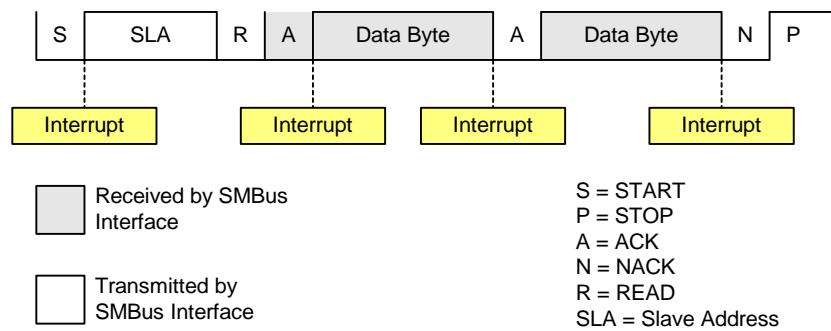 S SLA R A Data Byte A Data Byte N P
Interrupt Interrupt Interrupt Interrupt
Received by SMBus
Interface
Transmitted by
SMBus Interface
S = START
P = STOP
A = ACK
N = NACK
R = READ
SLA = Slave Address